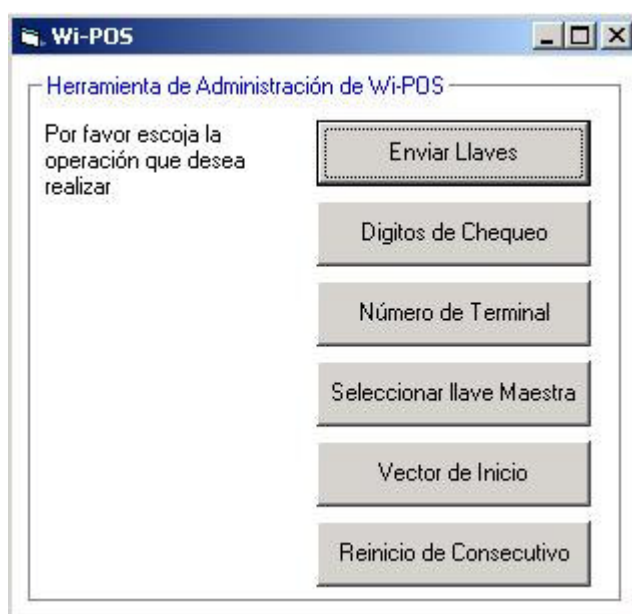 Wi-POS
Herramienta de Administración de Wi-POS
Por favor escoja la
operación que desea
realizar
Enviar Llaves
Digitos de Chequeo
Número de Terminal
Seleccionar llave Maestra
Vector de Inicio
Reinicio de Consecutivo